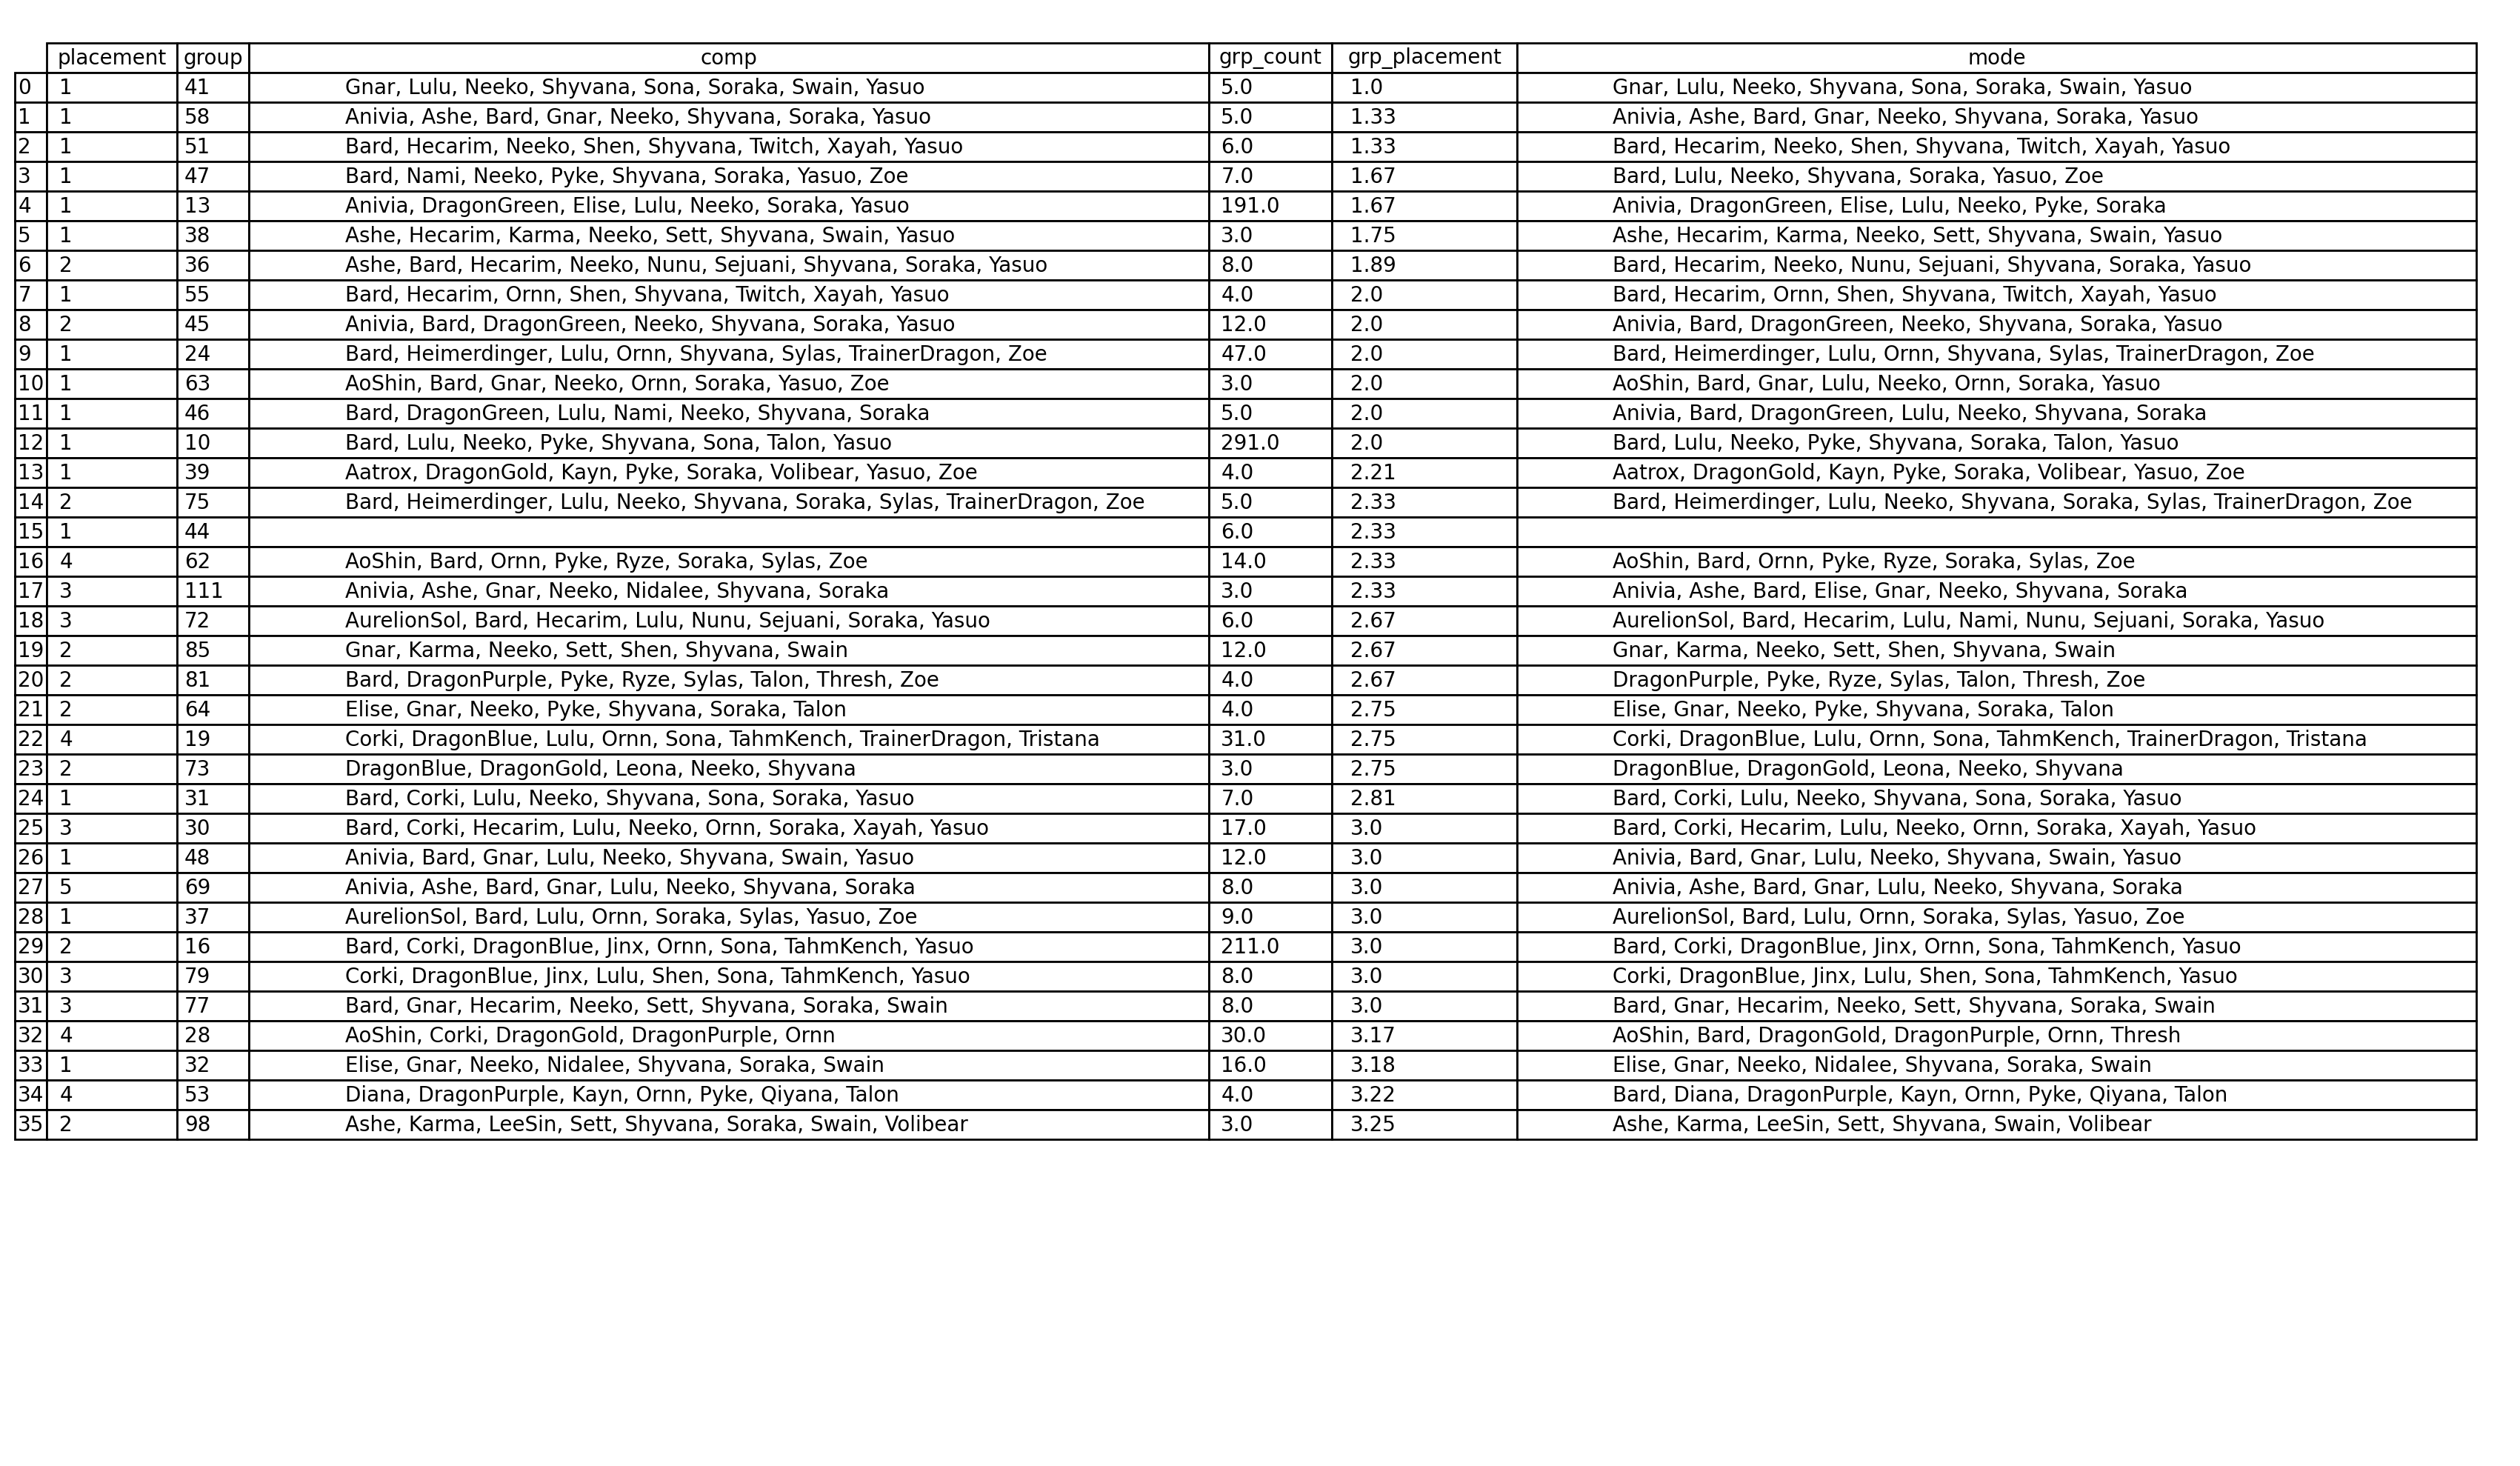 placement group comp grp_count grp_placement mode
0 1 41 Gnar, Lulu, Neeko, Shyvana, Sona, Soraka, Swain, Yasuo 5.0 1.0 Gnar, Lulu, Neeko, Shyvana, Sona, Soraka, Swain, Yasuo
1 1 58 Anivia, Ashe, Bard, Gnar, Neeko, Shyvana, Soraka, Yasuo 5.0 1.33 Anivia, Ashe, Bard, Gnar, Neeko, Shyvana, Soraka, Yasuo
2 1 51 Bard, Hecarim, Neeko, Shen, Shyvana, Twitch, Xayah, Yasuo 6.0 1.33 Bard, Hecarim, Neeko, Shen, Shyvana, Twitch, Xayah, Yasuo
3 1 47 Bard, Nami, Neeko, Pyke, Shyvana, Soraka, Yasuo, Zoe 7.0 1.67 Bard, Lulu, Neeko, Shyvana, Soraka, Yasuo, Zoe
4 1 13 Anivia, DragonGreen, Elise, Lulu, Neeko, Soraka, Yasuo 191.0 1.67 Anivia, DragonGreen, Elise, Lulu, Neeko, Pyke, Soraka
5 1 38 Ashe, Hecarim, Karma, Neeko, Sett, Shyvana, Swain, Yasuo 3.0 1.75 Ashe, Hecarim, Karma, Neeko, Sett, Shyvana, Swain, Yasuo
6 2 36 Ashe, Bard, Hecarim, Neeko, Nunu, Sejuani, Shyvana, Soraka, Yasuo 8.0 1.89 Bard, Hecarim, Neeko, Nunu, Sejuani, Shyvana, Soraka, Yasuo
7 1 55 Bard, Hecarim, Ornn, Shen, Shyvana, Twitch, Xayah, Yasuo 4.0 2.0 Bard, Hecarim, Ornn, Shen, Shyvana, Twitch, Xayah, Yasuo
8 2 45 Anivia, Bard, DragonGreen, Neeko, Shyvana, Soraka, Yasuo 12.0 2.0 Anivia, Bard, DragonGreen, Neeko, Shyvana, Soraka, Yasuo
9 1 24 Bard, Heimerdinger, Lulu, Ornn, Shyvana, Sylas, TrainerDragon, Zoe 47.0 2.0 Bard, Heimerdinger, Lulu, Ornn, Shyvana, Sylas, TrainerDragon, Zoe
10 1 63 AoShin, Bard, Gnar, Neeko, Ornn, Soraka, Yasuo, Zoe 3.0 2.0 AoShin, Bard, Gnar, Lulu, Neeko, Ornn, Soraka, Yasuo
11 1 46 Bard, DragonGreen, Lulu, Nami, Neeko, Shyvana, Soraka 5.0 2.0 Anivia, Bard, DragonGreen, Lulu, Neeko, Shyvana, Soraka
12 1 10 Bard, Lulu, Neeko, Pyke, Shyvana, Sona, Talon, Yasuo 291.0 2.0 Bard, Lulu, Neeko, Pyke, Shyvana, Soraka, Talon, Yasuo
13 1 39 Aatrox, DragonGold, Kayn, Pyke, Soraka, Volibear, Yasuo, Zoe 4.0 2.21 Aatrox, DragonGold, Kayn, Pyke, Soraka, Volibear, Yasuo, Zoe
14 2 75 Bard, Heimerdinger, Lulu, Neeko, Shyvana, Soraka, Sylas, TrainerDragon, Zoe 5.0 2.33 Bard, Heimerdinger, Lulu, Neeko, Shyvana, Soraka, Sylas, TrainerDragon, Zoe
15 1 44 6.0 2.33
16 4 62 AoShin, Bard, Ornn, Pyke, Ryze, Soraka, Sylas, Zoe 14.0 2.33 AoShin, Bard, Ornn, Pyke, Ryze, Soraka, Sylas, Zoe
17 3 111 Anivia, Ashe, Gnar, Neeko, Nidalee, Shyvana, Soraka 3.0 2.33 Anivia, Ashe, Bard, Elise, Gnar, Neeko, Shyvana, Soraka
18 3 72 AurelionSol, Bard, Hecarim, Lulu, Nunu, Sejuani, Soraka, Yasuo 6.0 2.67 AurelionSol, Bard, Hecarim, Lulu, Nami, Nunu, Sejuani, Soraka, Yasuo
19 2 85 Gnar, Karma, Neeko, Sett, Shen, Shyvana, Swain 12.0 2.67 Gnar, Karma, Neeko, Sett, Shen, Shyvana, Swain
20 2 81 Bard, DragonPurple, Pyke, Ryze, Sylas, Talon, Thresh, Zoe 4.0 2.67 DragonPurple, Pyke, Ryze, Sylas, Talon, Thresh, Zoe
21 2 64 Elise, Gnar, Neeko, Pyke, Shyvana, Soraka, Talon 4.0 2.75 Elise, Gnar, Neeko, Pyke, Shyvana, Soraka, Talon
22 4 19 Corki, DragonBlue, Lulu, Ornn, Sona, TahmKench, TrainerDragon, Tristana 31.0 2.75 Corki, DragonBlue, Lulu, Ornn, Sona, TahmKench, TrainerDragon, Tristana
23 2 73 DragonBlue, DragonGold, Leona, Neeko, Shyvana 3.0 2.75 DragonBlue, DragonGold, Leona, Neeko, Shyvana
24 1 31 Bard, Corki, Lulu, Neeko, Shyvana, Sona, Soraka, Yasuo 7.0 2.81 Bard, Corki, Lulu, Neeko, Shyvana, Sona, Soraka, Yasuo
25 3 30 Bard, Corki, Hecarim, Lulu, Neeko, Ornn, Soraka, Xayah, Yasuo 17.0 3.0 Bard, Corki, Hecarim, Lulu, Neeko, Ornn, Soraka, Xayah, Yasuo
26 1 48 Anivia, Bard, Gnar, Lulu, Neeko, Shyvana, Swain, Yasuo 12.0 3.0 Anivia, Bard, Gnar, Lulu, Neeko, Shyvana, Swain, Yasuo
27 5 69 Anivia, Ashe, Bard, Gnar, Lulu, Neeko, Shyvana, Soraka 8.0 3.0 Anivia, Ashe, Bard, Gnar, Lulu, Neeko, Shyvana, Soraka
28 1 37 AurelionSol, Bard, Lulu, Ornn, Soraka, Sylas, Yasuo, Zoe 9.0 3.0 AurelionSol, Bard, Lulu, Ornn, Soraka, Sylas, Yasuo, Zoe
29 2 16 Bard, Corki, DragonBlue, Jinx, Ornn, Sona, TahmKench, Yasuo 211.0 3.0 Bard, Corki, DragonBlue, Jinx, Ornn, Sona, TahmKench, Yasuo
30 3 79 Corki, DragonBlue, Jinx, Lulu, Shen, Sona, TahmKench, Yasuo 8.0 3.0 Corki, DragonBlue, Jinx, Lulu, Shen, Sona, TahmKench, Yasuo
31 3 77 Bard, Gnar, Hecarim, Neeko, Sett, Shyvana, Soraka, Swain 8.0 3.0 Bard, Gnar, Hecarim, Neeko, Sett, Shyvana, Soraka, Swain
32 4 28 AoShin, Corki, DragonGold, DragonPurple, Ornn 30.0 3.17 AoShin, Bard, DragonGold, DragonPurple, Ornn, Thresh
33 1 32 Elise, Gnar, Neeko, Nidalee, Shyvana, Soraka, Swain 16.0 3.18 Elise, Gnar, Neeko, Nidalee, Shyvana, Soraka, Swain
34 4 53 Diana, DragonPurple, Kayn, Ornn, Pyke, Qiyana, Talon 4.0 3.22 Bard, Diana, DragonPurple, Kayn, Ornn, Pyke, Qiyana, Talon
35 2 98 Ashe, Karma, LeeSin, Sett, Shyvana, Soraka, Swain, Volibear 3.0 3.25 Ashe, Karma, LeeSin, Sett, Shyvana, Swain, Volibear